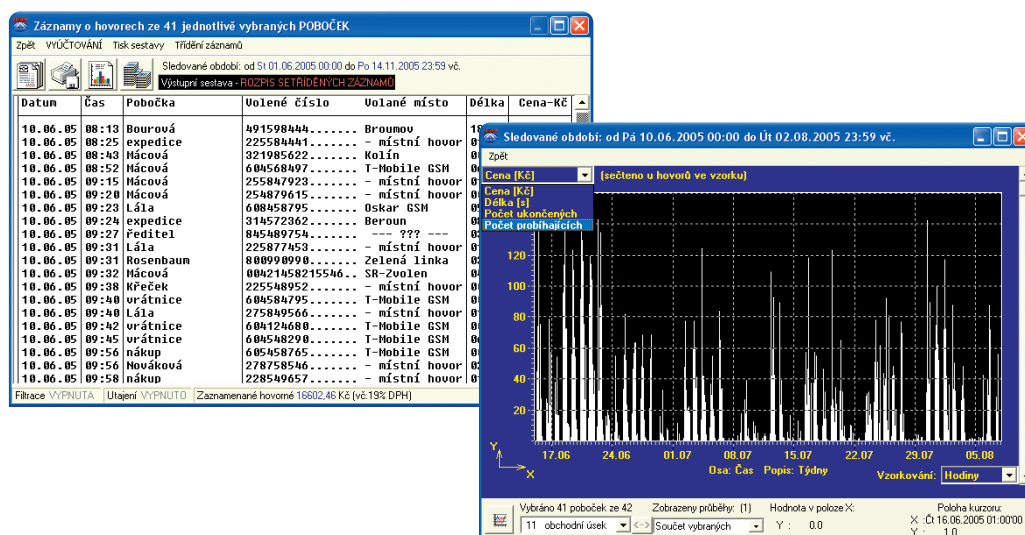 Záznamy o hovorech ze 41 jednotlivě vybraných POBOČEK
Zpět VYÚČTOVÁNÍ Tisk sestavy Třídění záznamů
Sledované období: od St 01.06.2005 00:00 do Po 14.11.2005 23:59 vč.
Výstupní sestava - ROZPIS SETŘÍDĚNÝCH ZÁZNAMŮ
Datum Čas Pobočka Volené číslo Volané místo Délka Cena-Kč
10.06.05 08:13 Bourová 491598444....... Broumov
10.06.05 08:25 expedice 225584441....... - místní hovor
10.06.05 08:43 Mácová 321985622....... Kolín
10.06.05 08:52 Mácová 604568497....... T-Mobile GSM
10.06.05 09:15 Mácová 255847923....... - místní hovor
10.06.05 09:20 Mácová 254879615....... - místní hovor
10.06.05 09:23 Lála 608458795....... Oskar GSM
10.06.05 09:24 expedice 314572362....... Beroun
10.06.05 09:27 ředitel 845489754....... --- ??? ---
10.06.05 09:31 Lála 225877453....... - místní hovor
10.06.05 09:31 Rosenbaum 800990990....... Zelená linka
10.06.05 09:32 Mácová 00421458215546.. SR-Zvolen
10.06.05 09:38 Křeček 225548952....... - místní hovor
10.06.05 09:40 vrátnice 604584795....... T-Mobile GSM
10.06.05 09:40 Lála 275849566....... - místní hovor
10.06.05 09:42 vrátnice 604124680....... T-Mobile GSM
10.06.05 09:45 vrátnice 604548290....... T-Mobile GSM
10.06.05 09:56 nákup 605458765....... T-Mobile GSM
10.06.05 09:56 Nováková 278758546....... - místní hovor
10.06.05 09:58 nákup 228549657....... - místní hovor
Filtrace VYPNUTA Utajení VYPNUTO Zaznamenané hovorné 16602,46 Kč (vč.19% DPH)
Sledované období: od Pá 10.06.2005 00:00 do Út 02.08.2005 23:59 vč.
Zpět
Cena [Kč] (sečteno u hovorů ve vzorku)
Cena [Kč]
Délka [s]
Počet ukončených
Počet probíhajících
120
100
80
60
40
20
Y
X
17.06 24.06 01.07 08.07 15.07 22.07 29.07 05.08
Osa: Čas Popis: Týdny
Vzorkování: Hodiny
Vybráno 41 poboček ze 42 Zobrazeny průběhy: (1) Hodnota v poloze X: Poloha kurzoru:
11 obchodní úsek <-> Součet vybraných Y : 0.0 X :Čt 16.06.2005 01:00'00
Y : 1.0